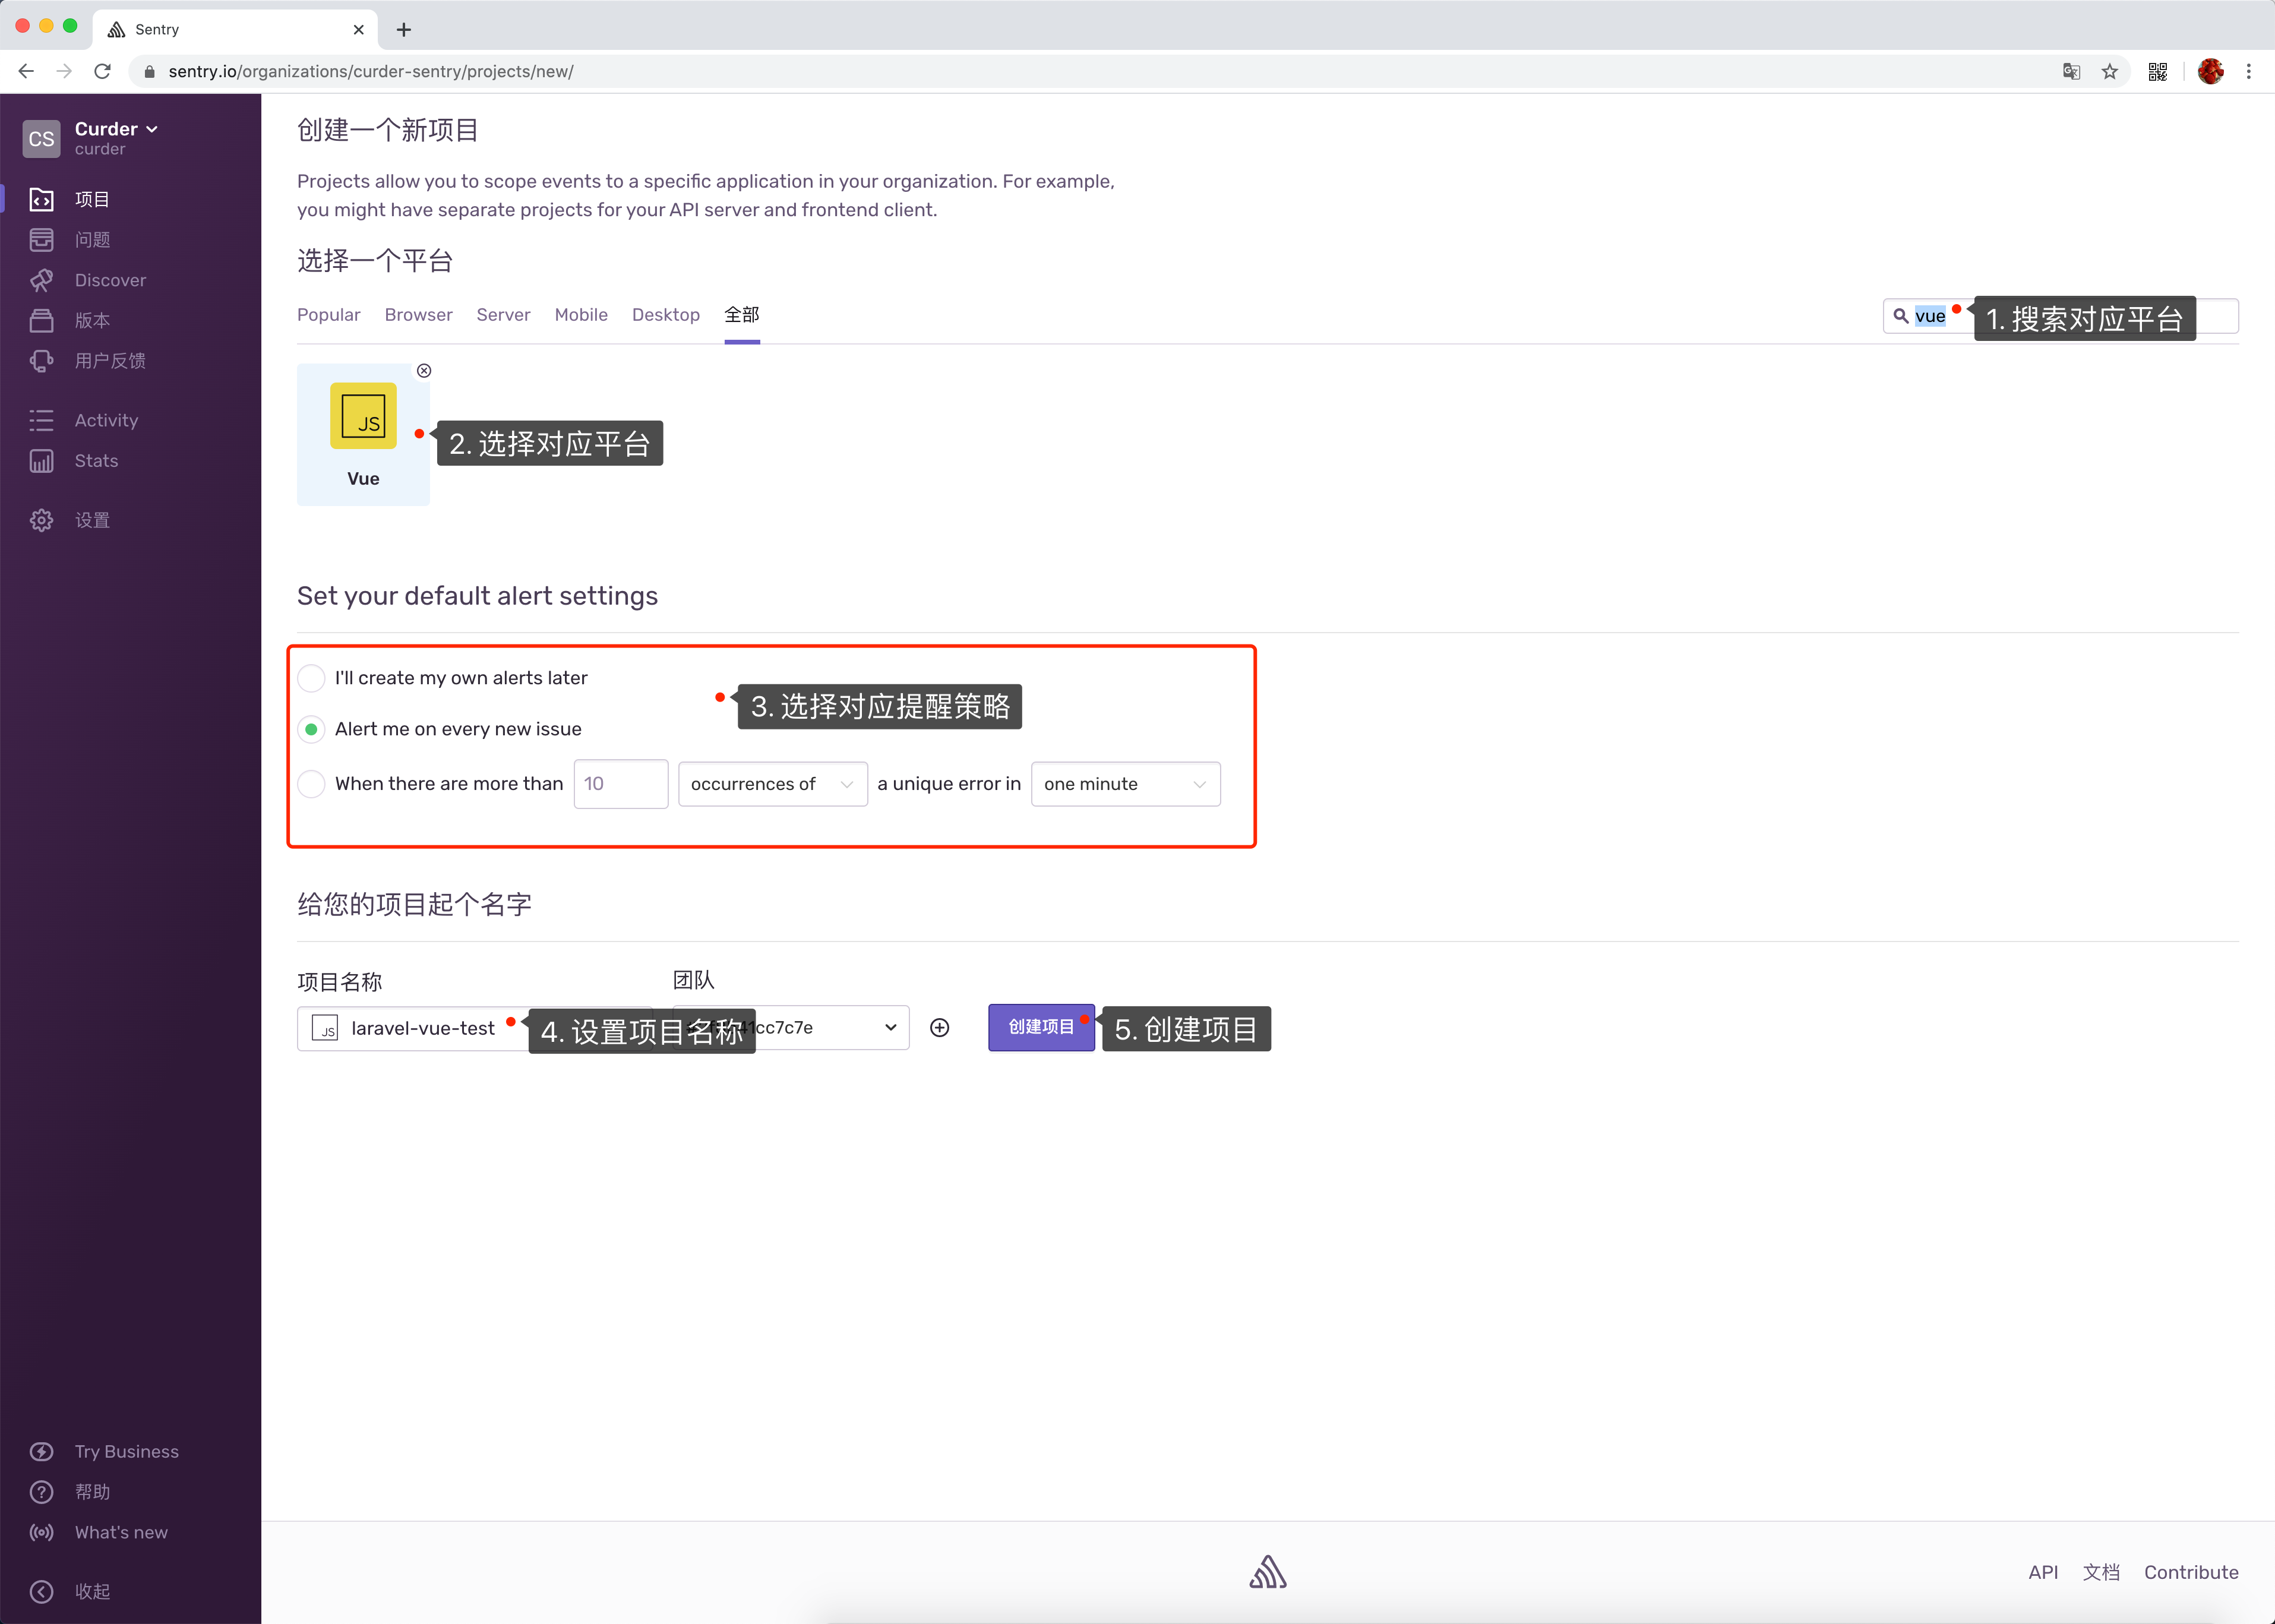 Sentry
sentry.io/organizations/curder-sentry/projects/new/
CS
Curder
curder
项目
问题
Discover
版本
用户反馈
Activity
Stats
设置
Try Business
帮助
What's new
收起
创建一个新项目
Projects allow you to scope events to a specific application in your organization. For example,
you might have separate projects for your API server and frontend client.
选择一个平台
Popular Browser Server Mobile Desktop 全部
vue
1. 搜索对应平台
JS
Vue
2. 选择对应平台
Set your default alert settings
I'll create my own alerts later
3. 选择对应提醒策略
Alert me on every new issue
When there are more than 10 occurrences of a unique error in one minute
给您的项目起个名字
项目名称 团队
JS laravel-vue-test
4. 设置项目名称
1cc7c7e
创建项目
5. 创建项目
API 文档 Contribute